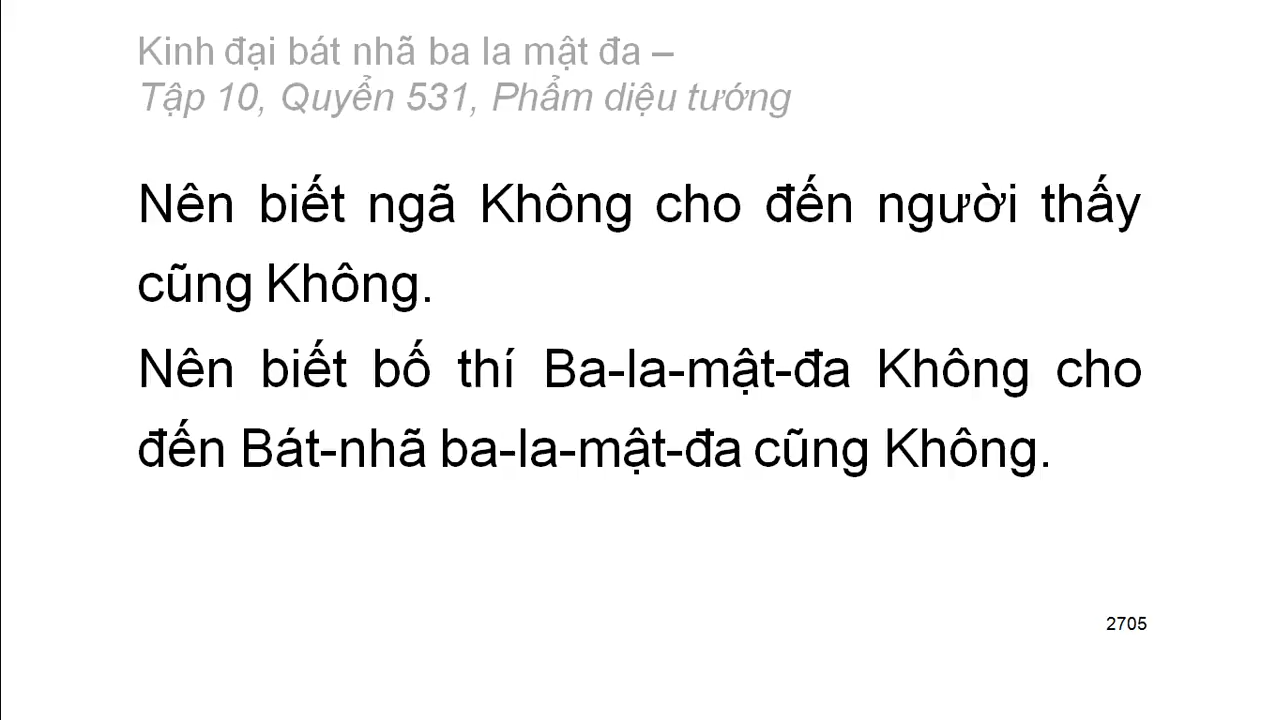 Kinh đại bát nhã ba la mật đa –
Tập 10, Quyển 531, Phẩm diệu tướng
Nên biết ngã Không cho đến người thấy
cũng Không.
Nên biết bố thí Ba-la-mật-đa Không cho
đến Bát-nhã ba-la-mật-đa cũng Không.
2705